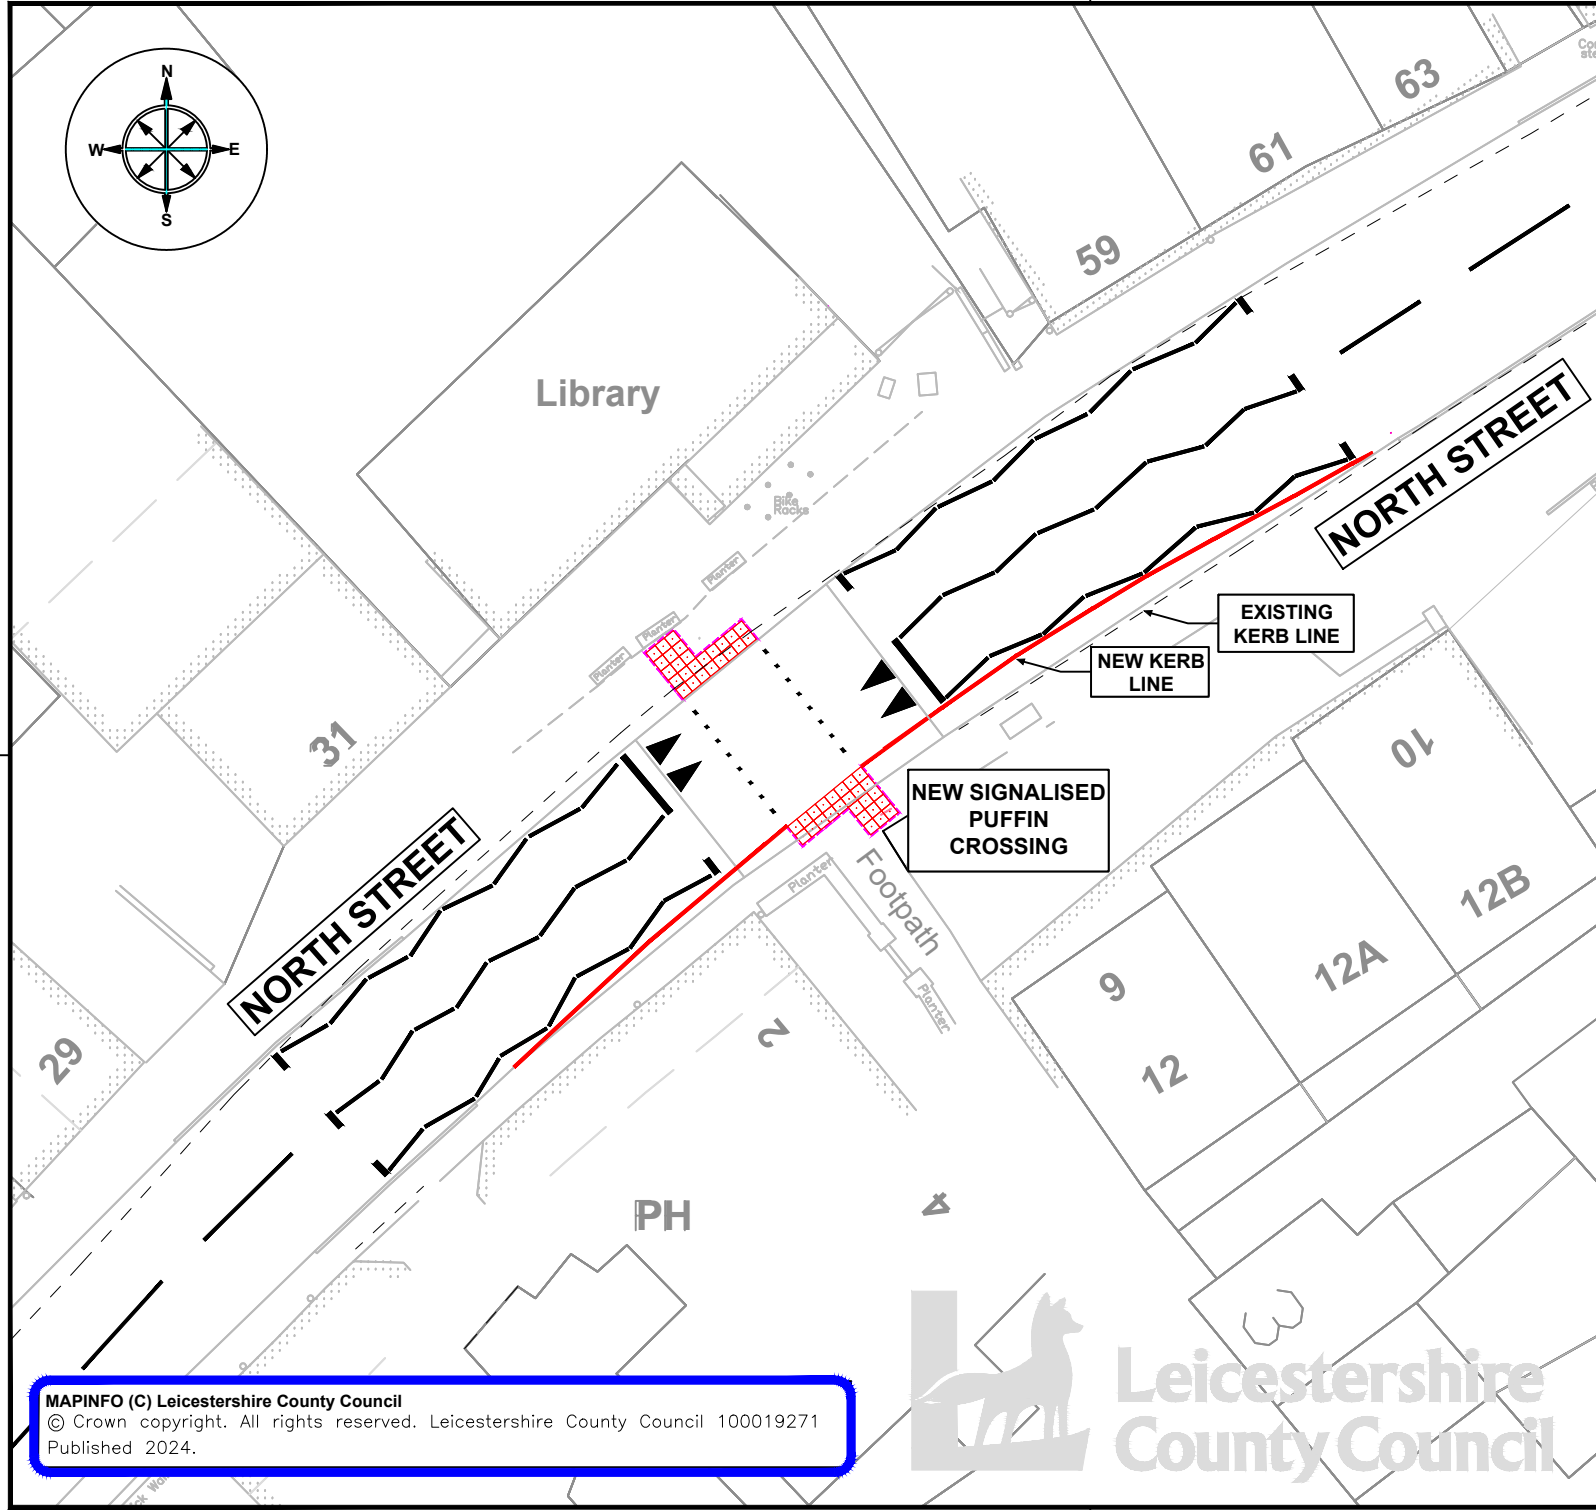 N
W
E
S
63
61
59
Library
Bike
Racks
Planter
Planter
Planter
31
NORTH STREET
EXISTING
KERB LINE
NEW KERB
LINE
NORTH STREET
NEW SIGNALISED
PUFFIN
CROSSING
10
12B
12A
9
12
Planter
Footpath
Planter
2
29
PH
4
MAPINFO (C) Leicestershire County Council
© Crown copyright. All rights reserved. Leicestershire County Council 100019271
Published 2024.
Leicestershire
County Council